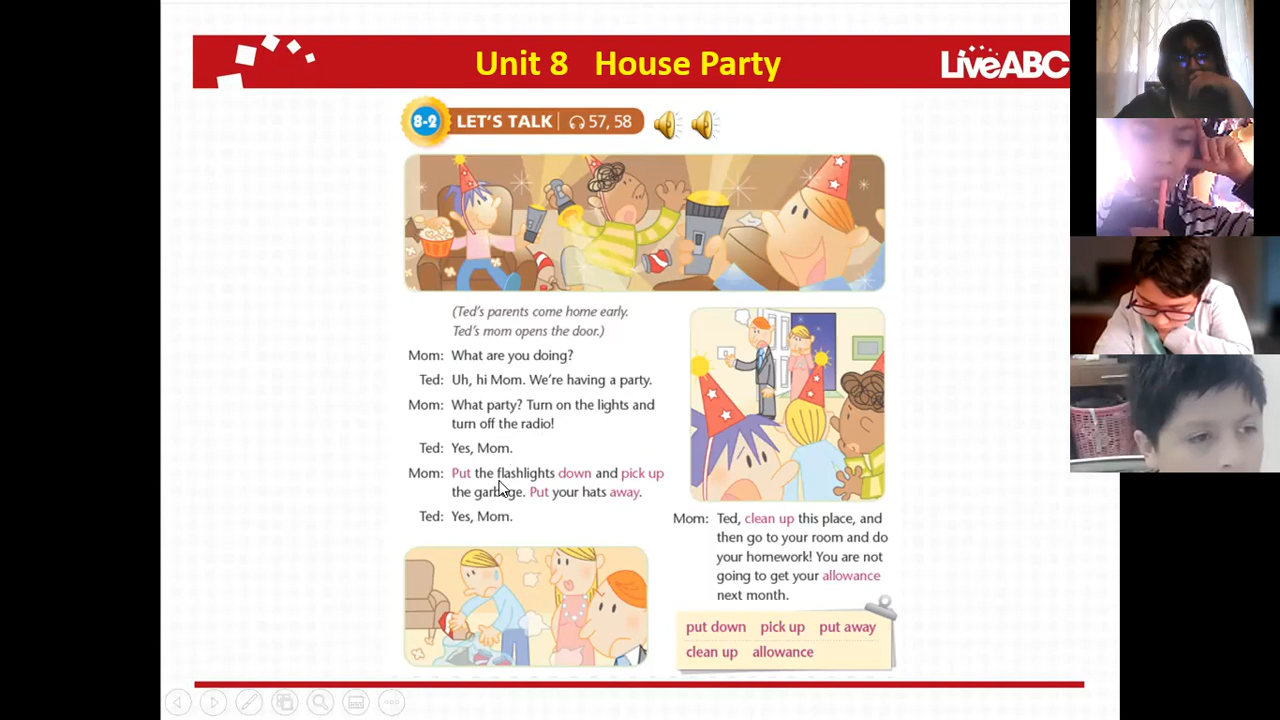 Unit 8 House Party
LiveABC
8-2 LET'S TALK 57, 58
(Ted's parents come home early.
Ted's mom opens the door.)
Mom: What are you doing?
Ted: Uh, hi Mom. We're having a party.
Mom: What party? Turn on the lights and
turn off the radio!
Ted: Yes, Mom.
Mom: Put the flashlights down and pick up
the garbage. Put your hats away.
Ted: Yes, Mom.
Mom: Ted, clean up this place, and
then go to your room and do
your homework! You are not
going to get your allowance
next month.
put down pick up put away
clean up allowance